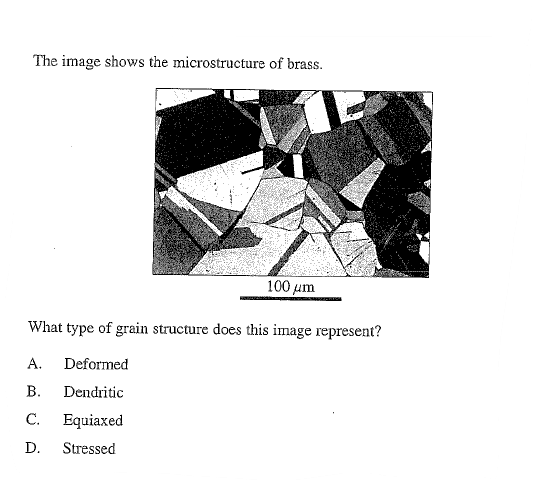 The image shows the microstructure of brass.
100 μm
What type of grain structure does this image represent?
A. Deformed
B. Dendritic
C. Equiaxed
D. Stressed